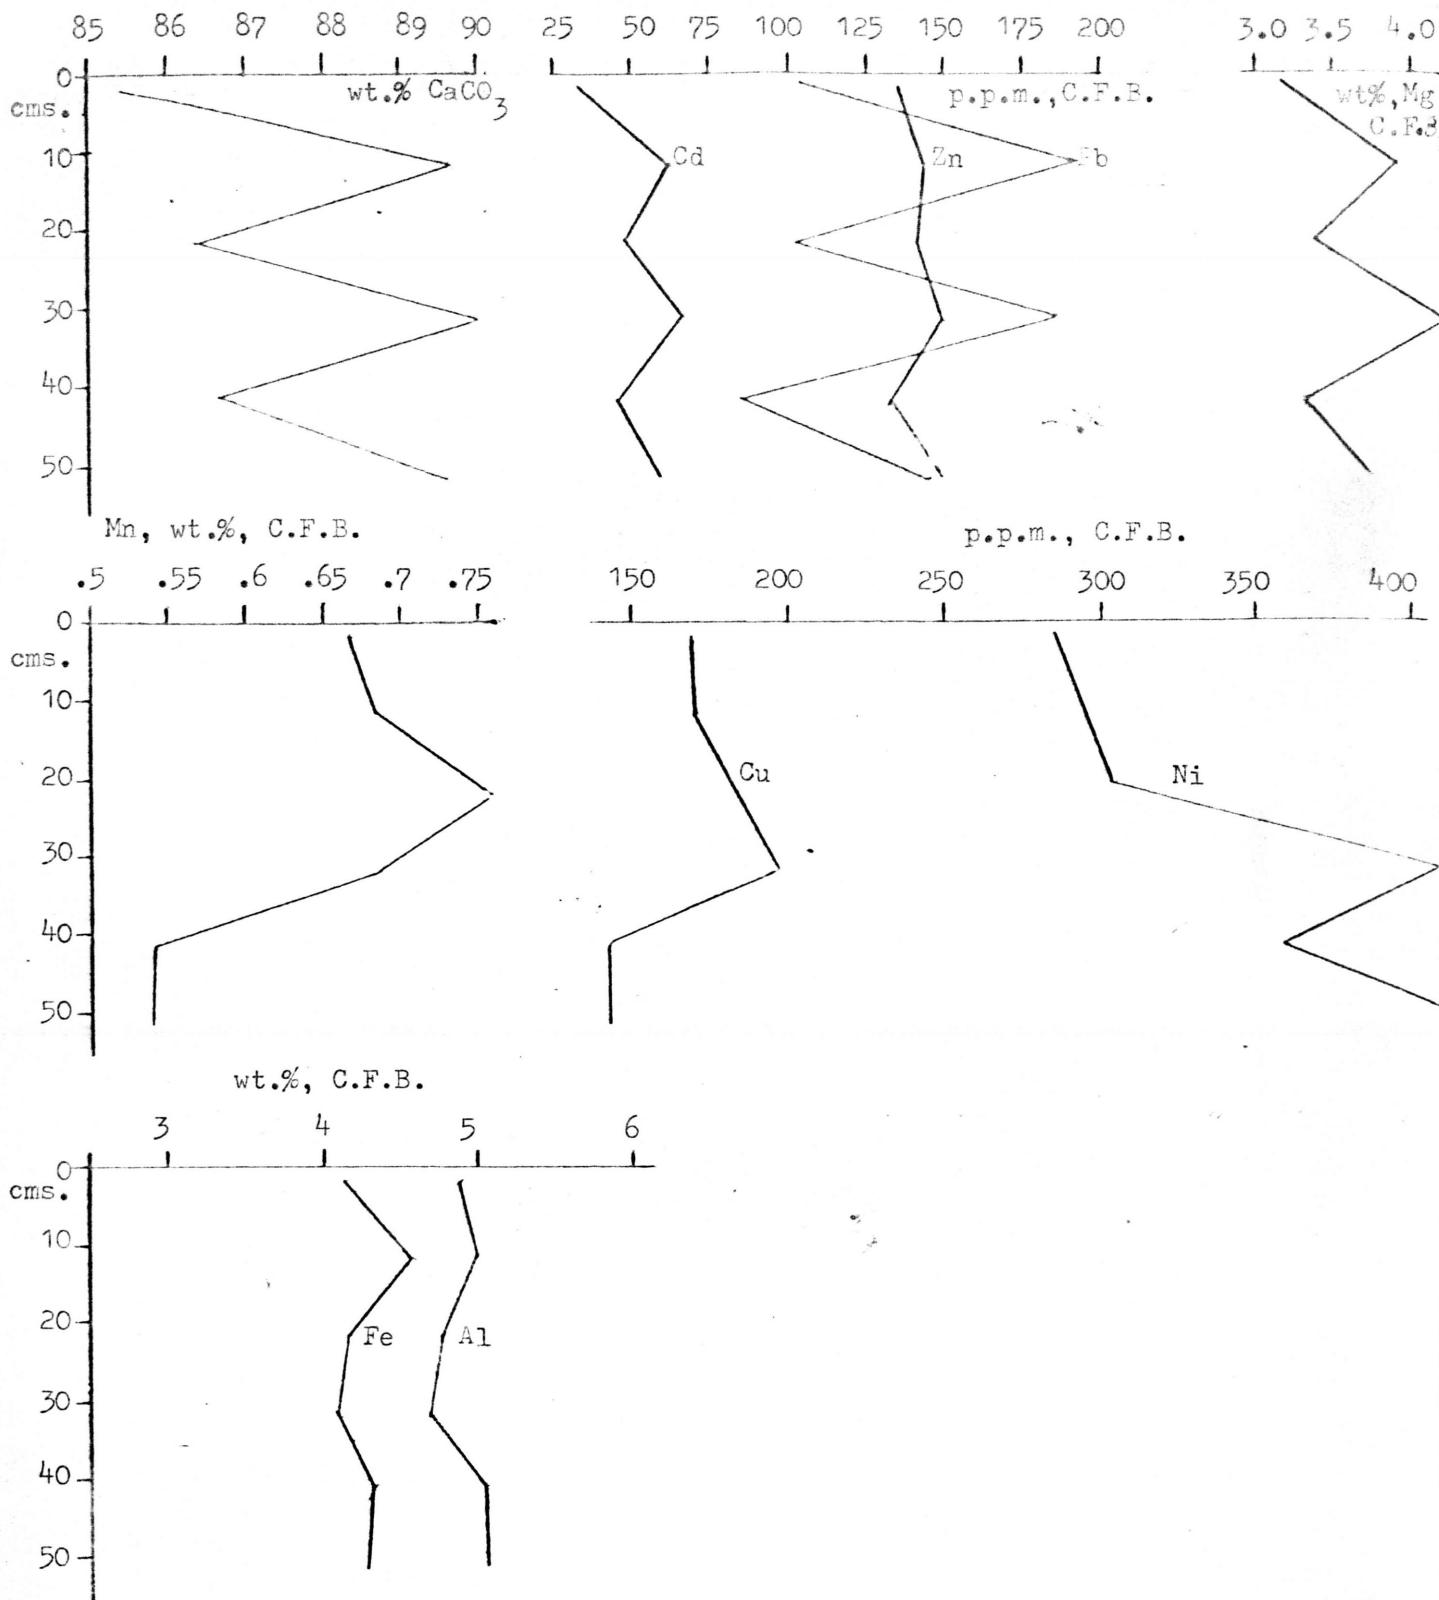 85 86 87 88 89 90 25 50 75 100 125 150 175 200 3.0 3.5 4.0
0
cms.
wt.% CaCO3
p.p.m.,C.F.B.
wt%,Mg
C.F.B
10
Cd
Zn
Pb
20
30
40
50
Mn, wt.%, C.F.B.
p.p.m., C.F.B.
.5 .55 .6 .65 .7 .75 150 200 250 300 350 400
0
cms.
10
20
Cu
Ni
30
40
50
wt.%, C.F.B.
3 4 5 6
0
cms.
10
20
Fe
Al
30
40
50